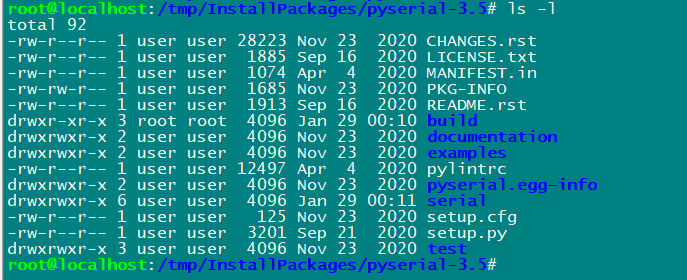 root@localhost:/tmp/InstallPackages/pyserial-3.5# ls -l
total 92
-rw-r--r-- 1 user user 28223 Nov 23  2020 CHANGES.rst
-rw-r--r-- 1 user user  1885 Sep 16  2020 LICENSE.txt
-rw-r--r-- 1 user user  1074 Apr  4  2020 MANIFEST.in
-rw-rw-r-- 1 user user  1685 Nov 23  2020 PKG-INFO
-rw-r--r-- 1 user user  1913 Sep 16  2020 README.rst
drwxr-xr-x 3 root root  4096 Jan 29 00:10 build
drwxrwxr-x 2 user user  4096 Nov 23  2020 documentation
drwxrwxr-x 2 user user  4096 Nov 23  2020 examples
-rw-r--r-- 1 user user 12497 Apr  4  2020 pylintrc
drwxrwxr-x 2 user user  4096 Nov 23  2020 pyserial.egg-info
drwxrwxr-x 6 user user  4096 Jan 29 00:11 serial
-rw-r--r-- 1 user user   125 Nov 23  2020 setup.cfg
-rw-r--r-- 1 user user  3201 Sep 21  2020 setup.py
drwxrwxr-x 3 user user  4096 Nov 23  2020 test
root@localhost:/tmp/InstallPackages/pyserial-3.5#